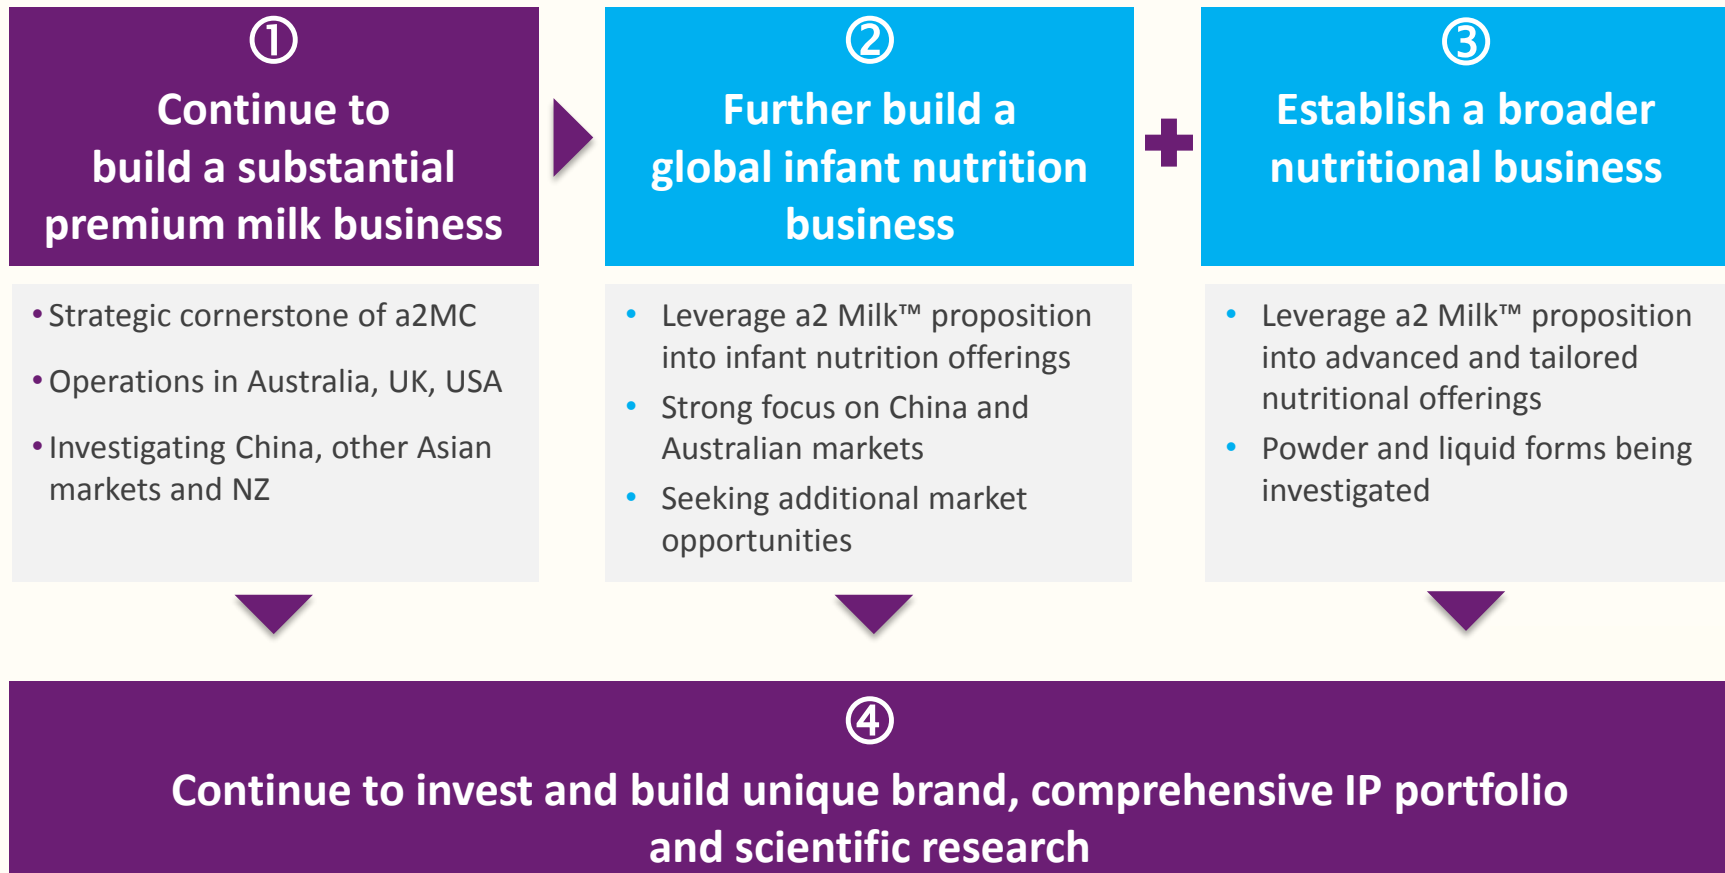 ①
Continue to
build a substantial
premium milk business
②
Further build a
global infant nutrition
business
③
Establish a broader
nutritional business
• Strategic cornerstone of a2MC
• Operations in Australia, UK, USA
• Investigating China, other Asian
markets and NZ
• Leverage a2 Milk™ proposition
into infant nutrition offerings
• Strong focus on China and
Australian markets
• Seeking additional market
opportunities
• Leverage a2 Milk™ proposition
into advanced and tailored
nutritional offerings
• Powder and liquid forms being
investigated
④
Continue to invest and build unique brand, comprehensive IP portfolio
and scientific research